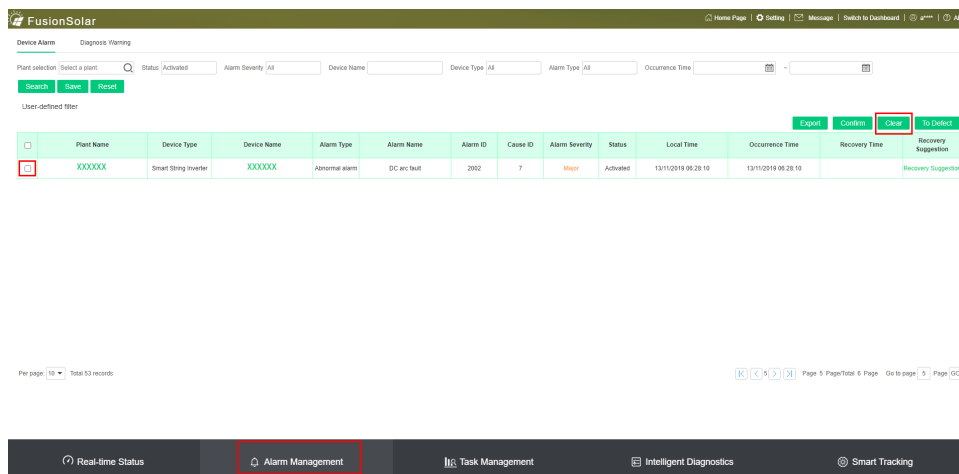 FusionSolar
Home Page | Setting | Message | Switch to Dashboard | a**** |
Device Alarm Diagnosis Warning
Plant selection Select a plant. Status Activated Alarm Severity All Device Name Device Type All Alarm Type All Occurrence Time ~
Search Save Reset
User-defined filter
Export Confirm Clear To Defect
Plant Name Device Type Device Name Alarm Type Alarm Name Alarm ID Cause ID Alarm Severity Status Local Time Occurrence Time Recovery Time Recovery
Suggestion
XXXXXX Smart String Inverter XXXXXX Abnormal alarm DC arc fault 2002 7 Major Activated 13/11/2019 06:28:10 13/11/2019 06:28:10 Recovery Suggestion
Per page: 10 Total 53 records 5 Page 5 Page/Total 6 Page Go to page 5 Page GO
Real-time Status Alarm Management Task Management Intelligent Diagnostics Smart Tracking